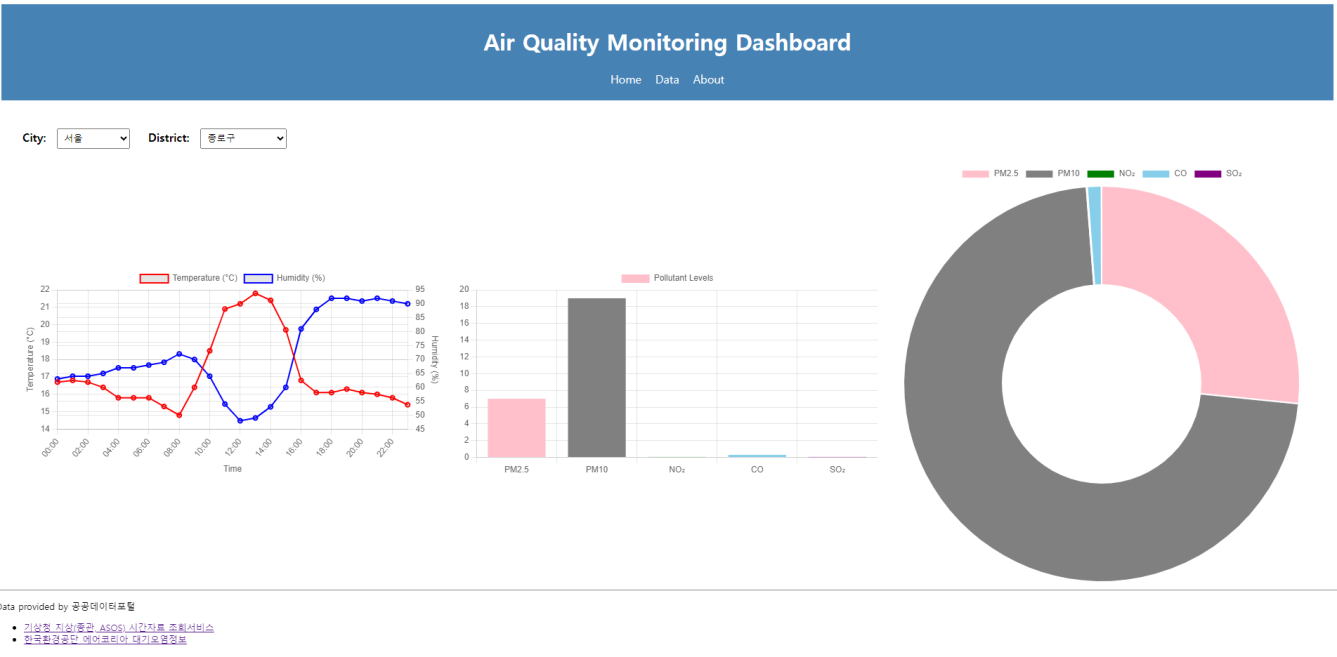 Air Quality Monitoring Dashboard
Home Data About
City: 서울 District: 종로구
Temperature (°C) Humidity (%)
22
21
20
19
18
17
16
15
14
Temperature (°C)
95
90
85
80
75
70
65
60
55
50
45
Humidity (%)
00:00 02:00 04:00 06:00 08:00 10:00 12:00 14:00 16:00 18:00 20:00 22:00
Time
Pollutant Levels
20
18
16
14
12
10
8
6
4
2
0
PM2.5 PM10 NO₂ CO SO₂
PM2.5 PM10 NO₂ CO SO₂
Data provided by 공공데이터포털
기상청 지상(종관, ASOS) 시간자료 조회서비스
한국환경공단 에어코리아 대기오염정보